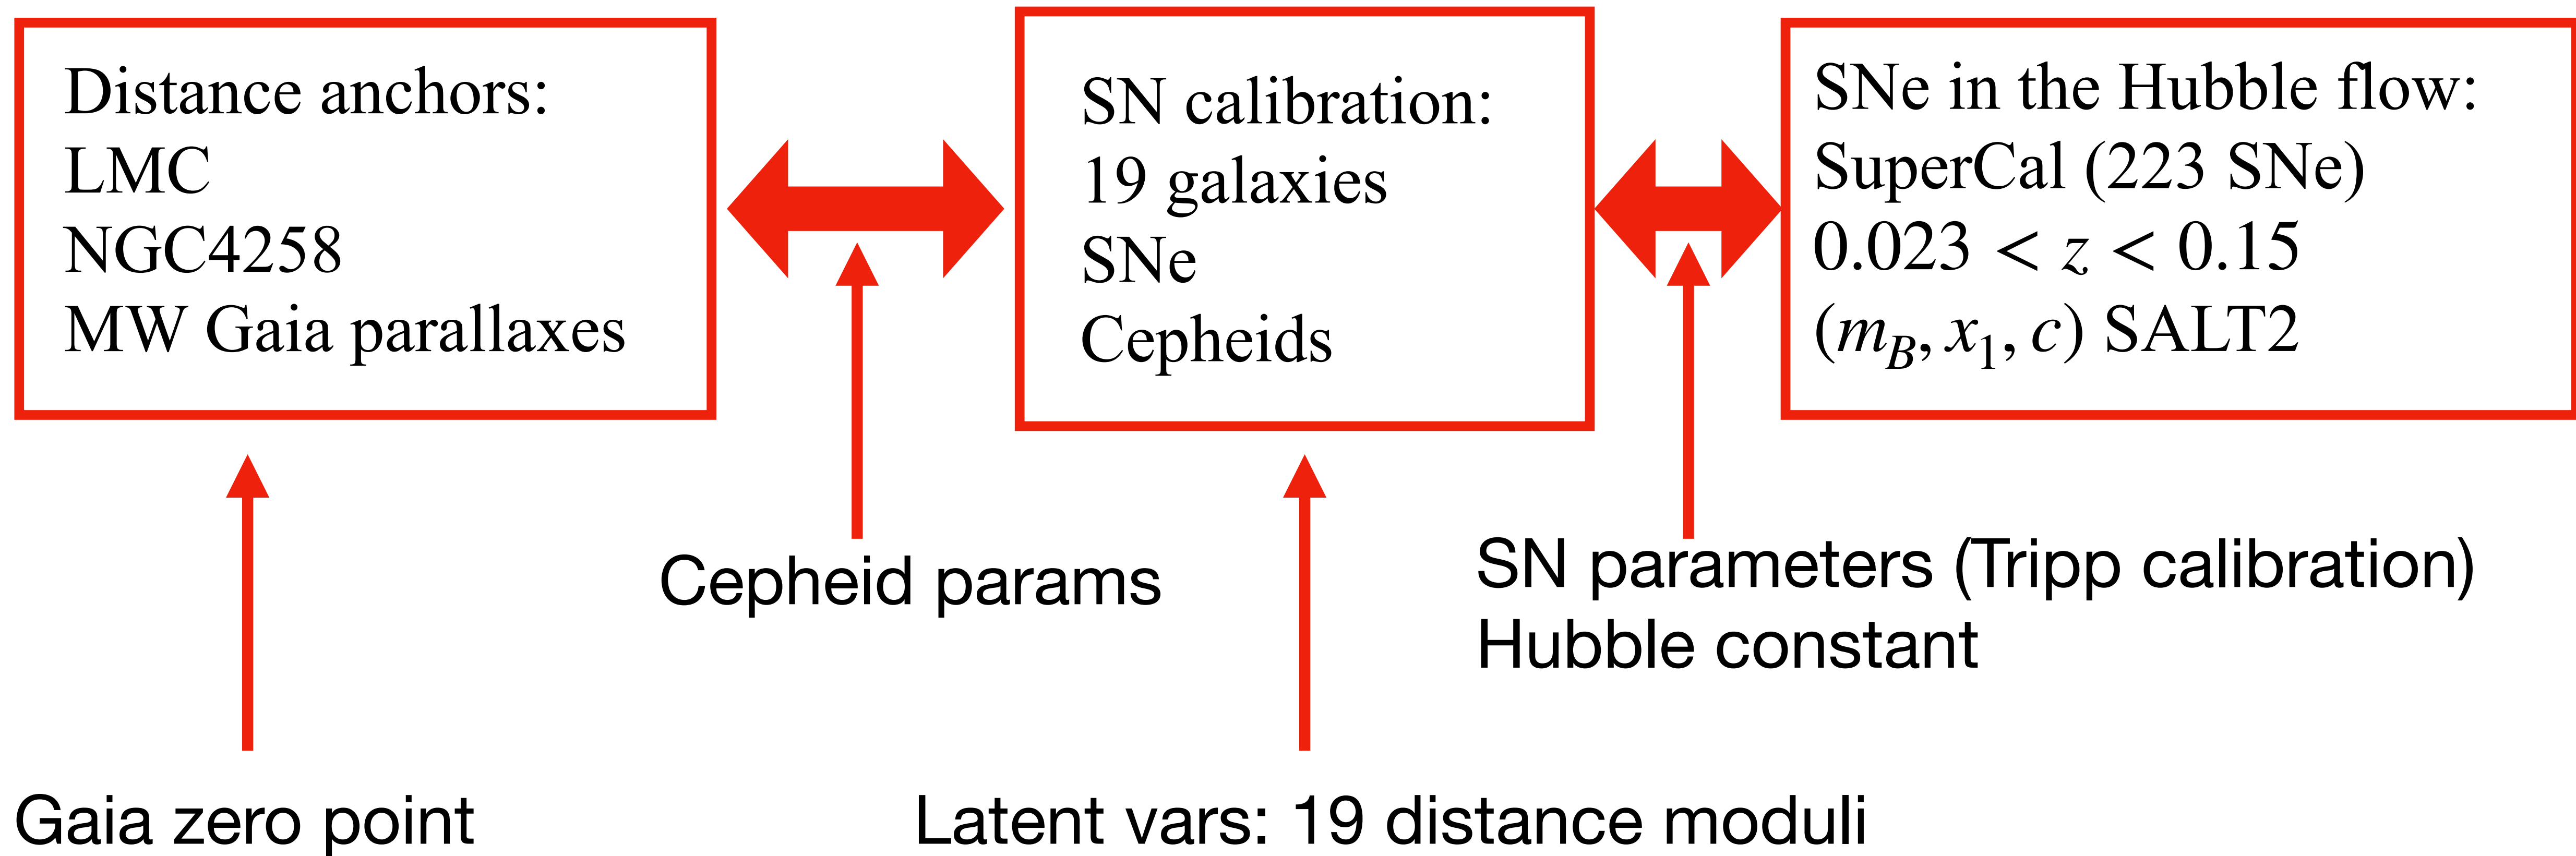 Distance anchors:
LMC
NGC4258
MW Gaia parallaxes
SN calibration:
19 galaxies
SNe
Cepheids
SNe in the Hubble flow:
SuperCal (223 SNe)
0.023 < z < 0.15
(m_B, x_1, c) SALT2
Cepheid params
SN parameters (Tripp calibration)
Hubble constant
Gaia zero point
Latent vars: 19 distance moduli